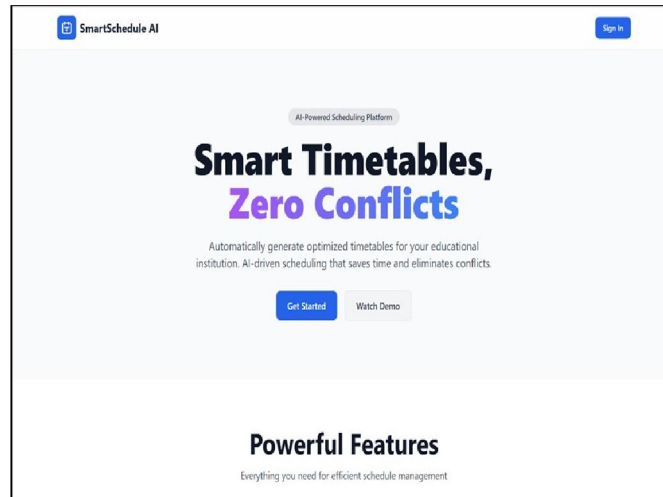 SmartSchedule AI
Sign In
AI-Powered Scheduling Platform
Smart Timetables,
Zero Conflicts
Automatically generate optimized timetables for your educational
institution. AI-driven scheduling that saves time and eliminates conflicts.
Get Started
Watch Demo
Powerful Features
Everything you need for efficient schedule management